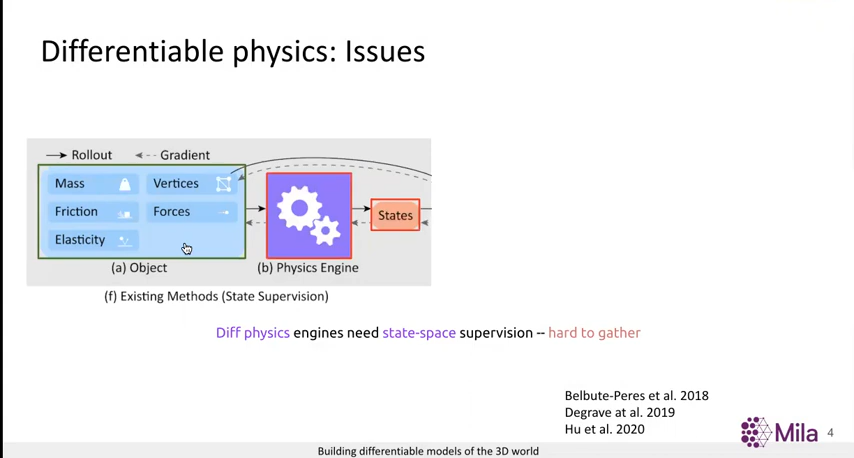 Differentiable physics: Issues
Rollout Gradient
Mass Vertices
Friction Forces
Elasticity
States
(a) Object (b) Physics Engine
(f) Existing Methods (State Supervision)
Diff physics engines need state-space supervision -- hard to gather
Belbute-Peres et al. 2018
Degrave at al. 2019
Hu et al. 2020
Mila 4
Building differentiable models of the 3D world